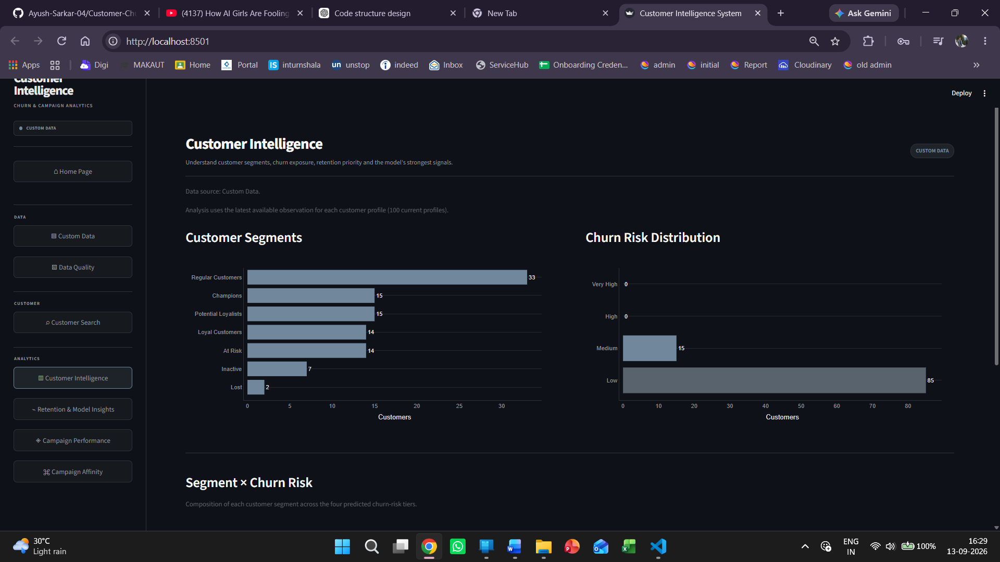 Ayush-Sarkar-04/Customer-Chu
(4137) How AI Girls Are Fooling
Code structure design
New Tab
Customer Intelligence System
Ask Gemini
http://localhost:8501
Apps
Digi
MAKAUT
Home
Portal
IS inturnshala
un unstop
indeed
Inbox
ServiceHub
Onboarding Creden...
admin
initial
Report
Cloudinary
old admin
Customer
Intelligence
CHURN & CAMPAIGN ANALYTICS
CUSTOM DATA
Home Page
DATA
Custom Data
Data Quality
CUSTOMER
Customer Search
ANALYTICS
Customer Intelligence
Retention & Model Insights
Campaign Performance
Campaign Affinity
Deploy
Customer Intelligence
CUSTOM DATA
Understand customer segments, churn exposure, retention priority and the model's strongest signals.
Data source: Custom Data.
Analysis uses the latest available observation for each customer profile (100 current profiles).
Customer Segments
Regular Customers 33
Champions 15
Potential Loyalists 15
Loyal Customers 14
At Risk 14
Inactive 7
Lost 2
0 5 10 15 20 25 30
Customers
Churn Risk Distribution
Very High 0
High 0
Medium 15
Low 85
0 10 20 30 40 50 60 70 80
Customers
Segment × Churn Risk
Composition of each customer segment across the four predicted churn-risk tiers.
30°C
Light rain
ENG
IN
100%
16:29
13-09-2026